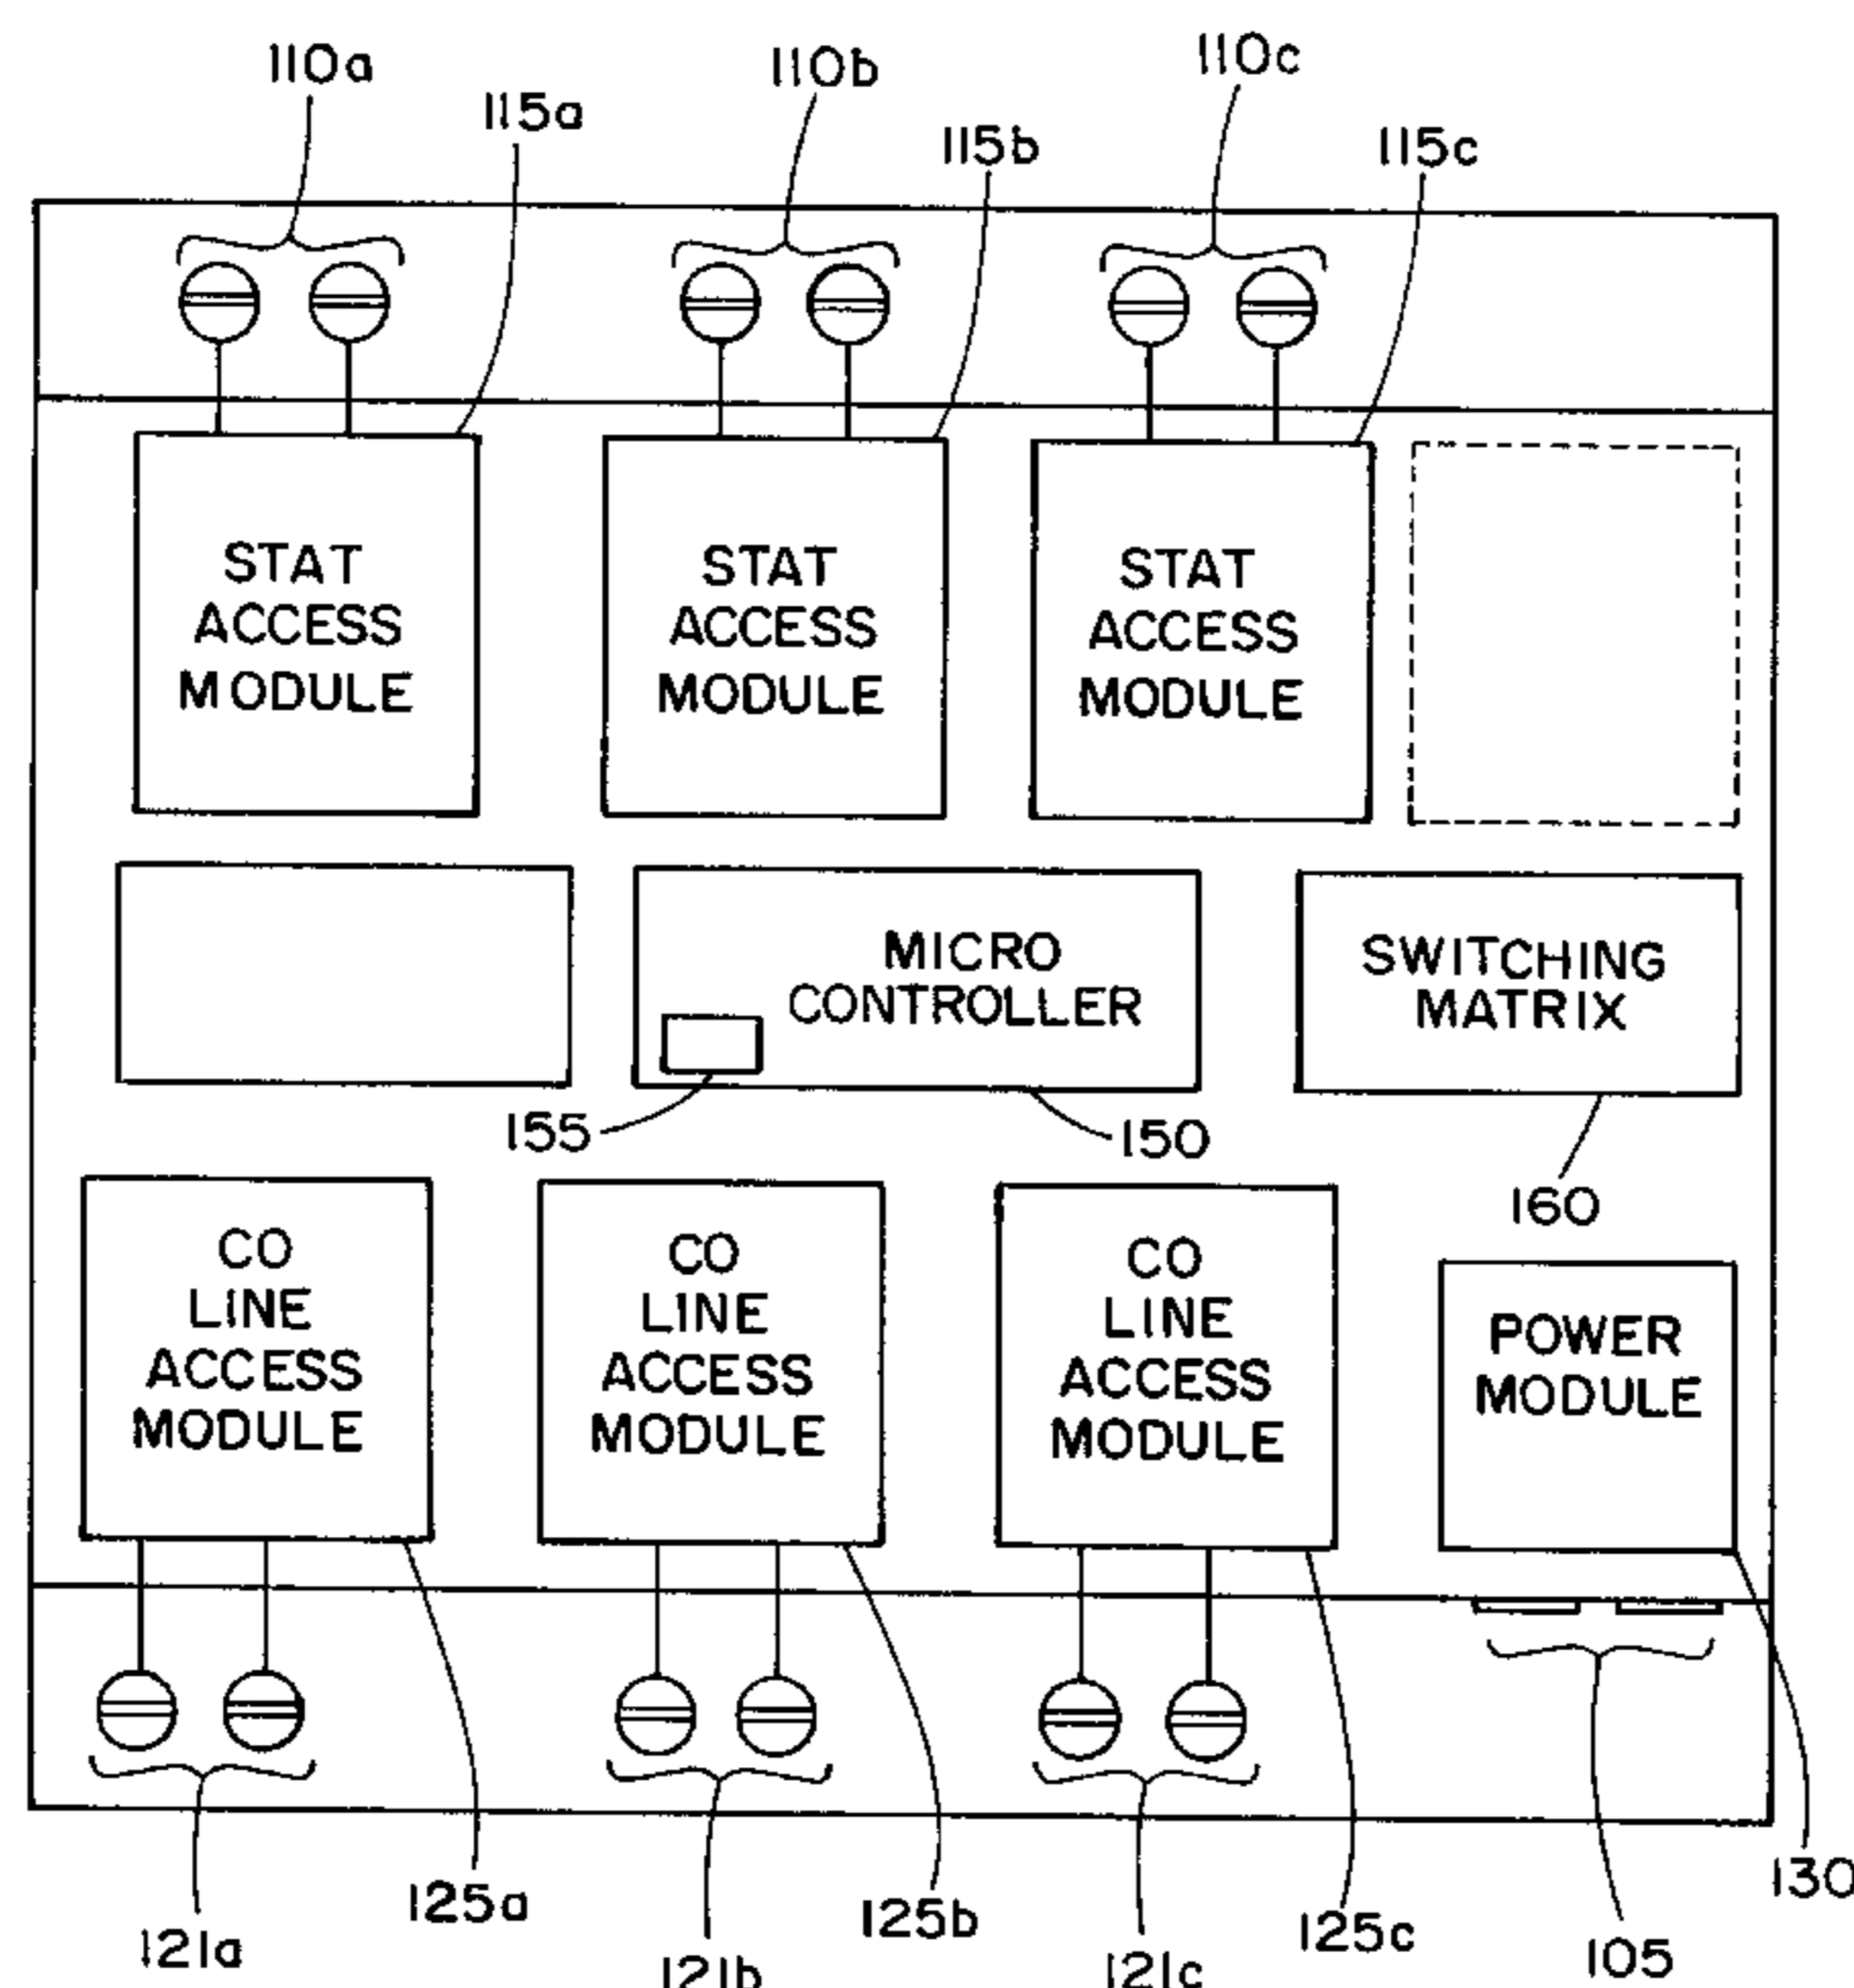 110a
110b
110c
115a
115b
115c
STAT
ACCESS
MODULE
STAT
ACCESS
MODULE
STAT
ACCESS
MODULE
MICRO
CONTROLLER
SWITCHING
MATRIX
155
150
160
CO
LINE
ACCESS
MODULE
CO
LINE
ACCESS
MODULE
CO
LINE
ACCESS
MODULE
POWER
MODULE
121a
125a
121b
125b
121c
125c
105
130